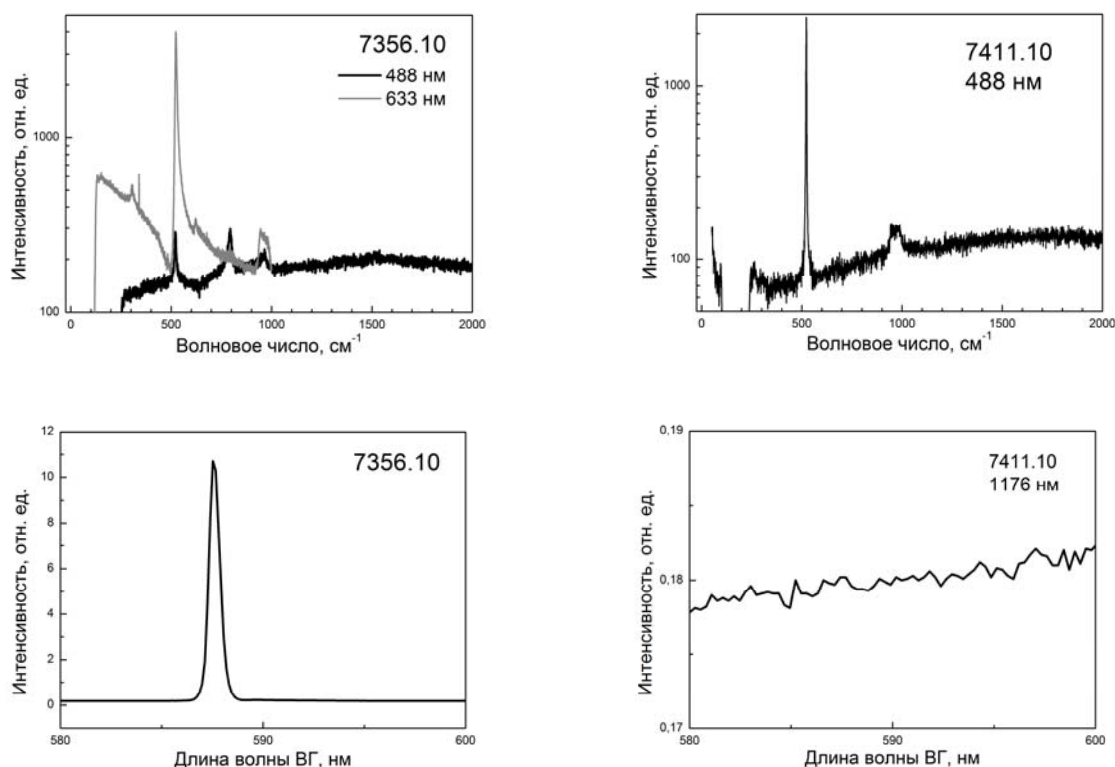 7356.10
488 нм
633 нм
Интенсивность, отн. ед.
1000
100
0
500
1000
1500
2000
Волновое число, см⁻¹
7411.10
488 нм
Интенсивность, отн. ед.
1000
100
0
500
1000
1500
2000
Волновое число, см⁻¹
7356.10
Интенсивность, отн. ед.
12
10
8
6
4
2
0
580
590
600
Длина волны ВГ, нм
7411.10
1176 нм
Интенсивность, отн. ед.
0,19
0,18
0,17
580
590
600
Длина волны ВГ, нм